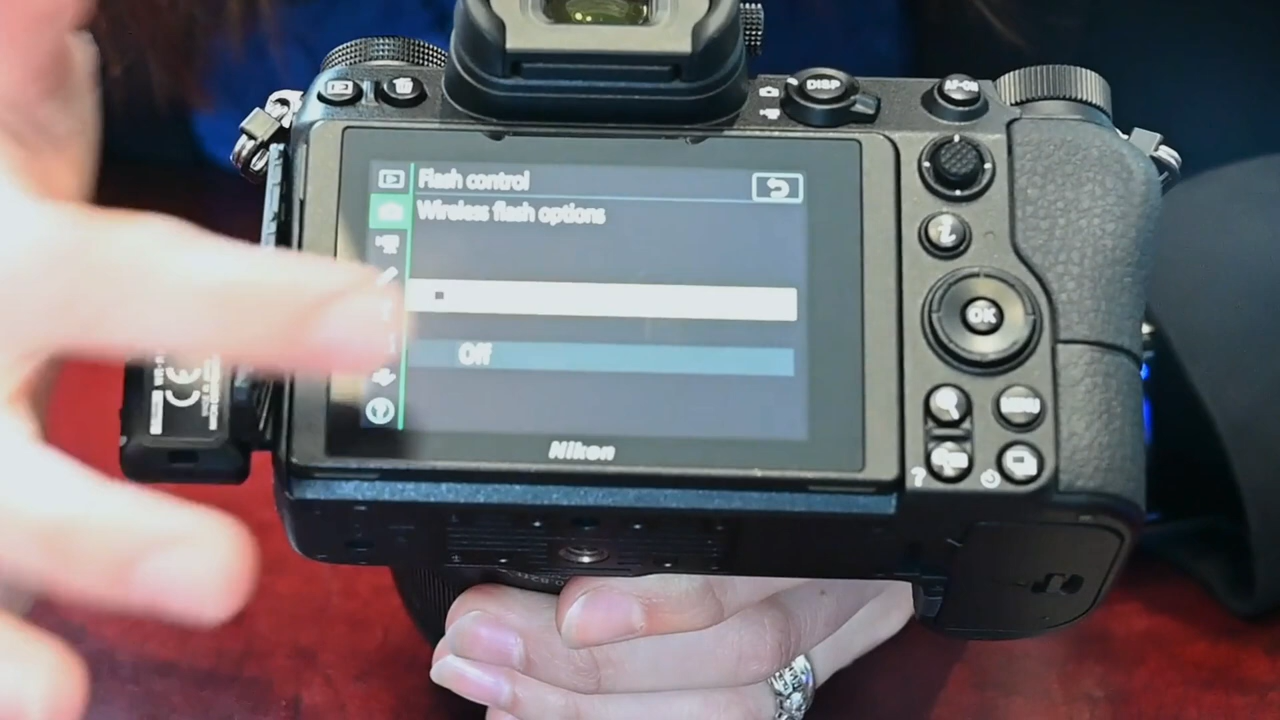 DISP
AF-ON
Flash control
Wireless flash options
i
Off
OK
MENU
Nikon
?